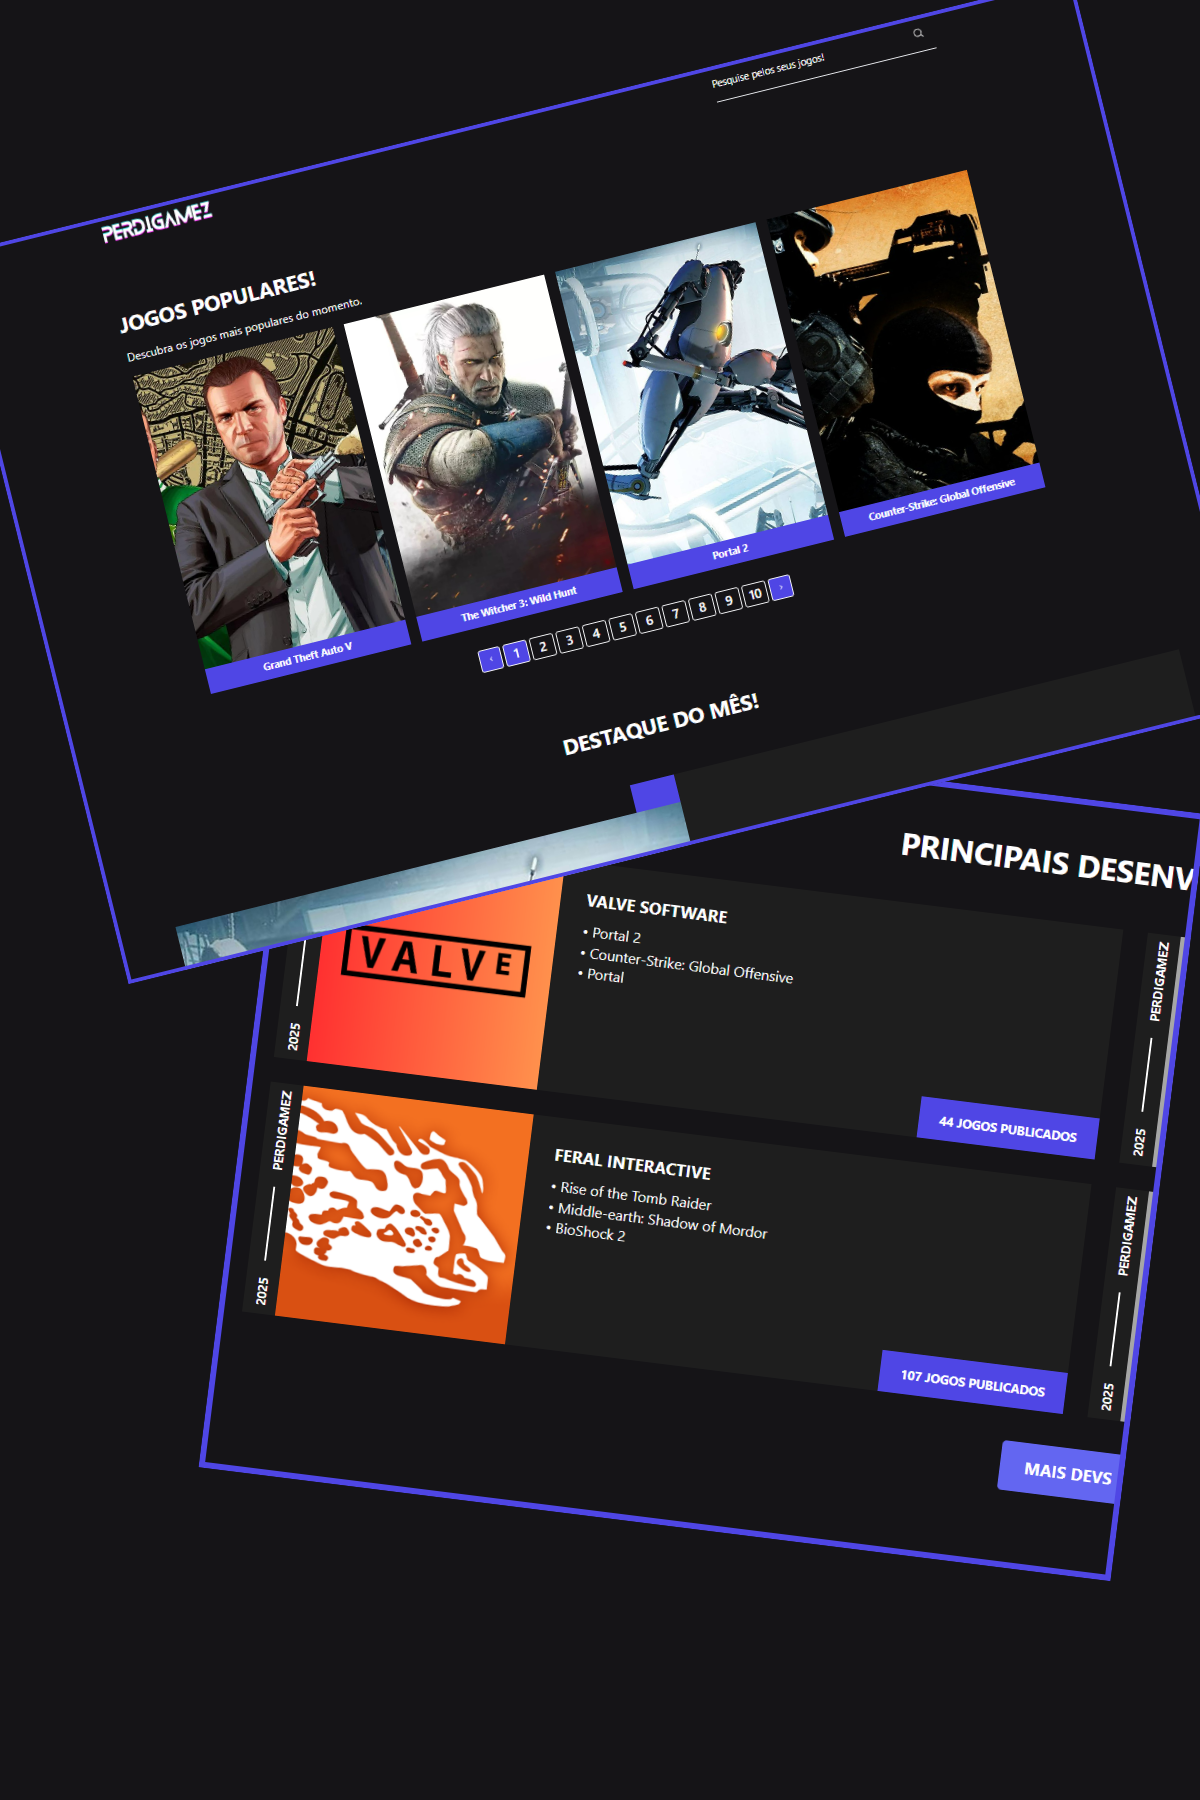 Pesquise pelos seus jogos!
PERDIGAMEZ
JOGOS POPULARES!
Descubra os jogos mais populares do momento.
Grand Theft Auto V
The Witcher 3: Wild Hunt
Portal 2
Counter-Strike: Global Offensive
‹ 1 2 3 4 5 6 7 8 9 10 ›
DESTAQUE DO MÊS!
PRINCIPAIS DESENV
2025
VALVE
VALVE SOFTWARE
• Portal 2
• Counter-Strike: Global Offensive
• Portal
44 JOGOS PUBLICADOS
PERDIGAMEZ
2025
PERDIGAMEZ
2025
FERAL INTERACTIVE
• Rise of the Tomb Raider
• Middle-earth: Shadow of Mordor
• BioShock 2
107 JOGOS PUBLICADOS
PERDIGAMEZ
2025
MAIS DEVS